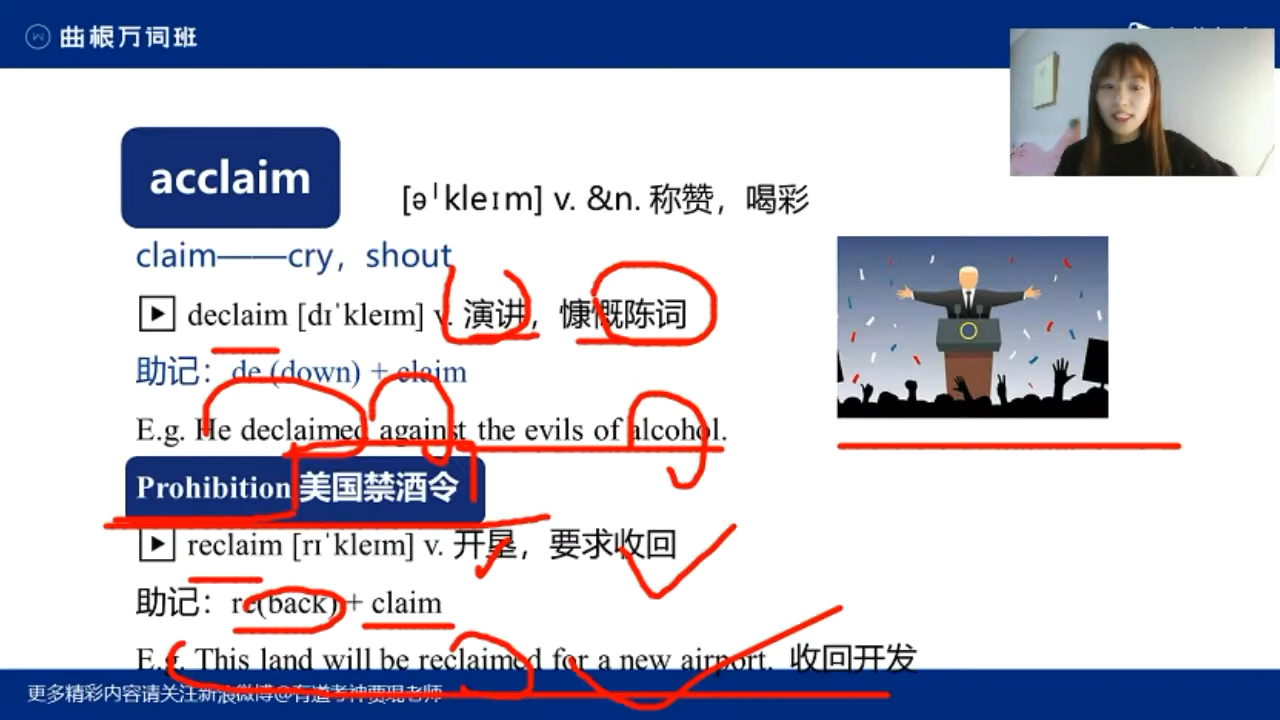 曲根万词班
acclaim
[əˈkleɪm] v. &n. 称赞，喝彩
claim——cry，shout
declaim [dɪˈkleɪm] v. 演讲，慷慨陈词
助记：de (down) + claim
E.g. He declaimed against the evils of alcohol.
Prohibition 美国禁酒令
reclaim [rɪˈkleɪm] v. 开垦，要求收回
助记：re(back) + claim
E.g. This land will be reclaimed for a new airport. 收回开发
更多精彩内容请关注新浪微博@有道考神贾琨老师